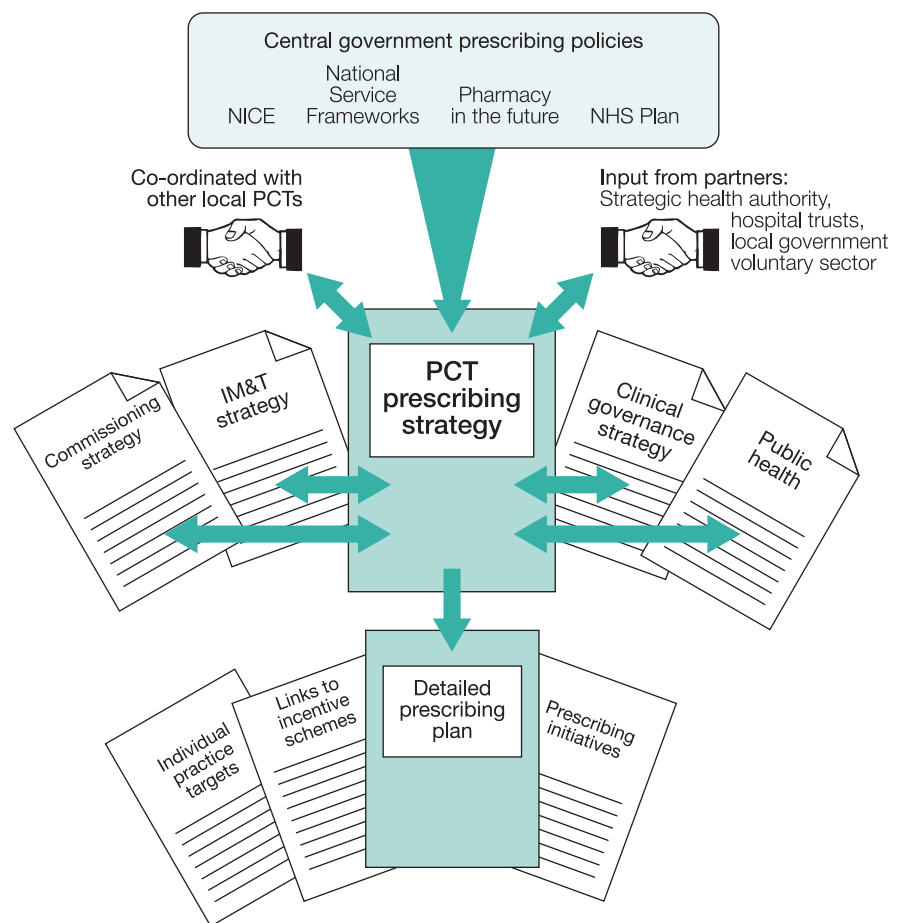 Central government prescribing policies
NICE
National
Service
Frameworks
Pharmacy
in the future
NHS Plan
Co-ordinated with
other local PCTs
Input from partners:
Strategic health authority,
hospital trusts,
local government
voluntary sector
Commissioning
strategy
IM&T
strategy
PCT
prescribing
strategy
Clinical
governance
strategy
Public
health
Individual
practice
targets
Links to
incentive
schemes
Detailed
prescribing
plan
Prescribing
initiatives